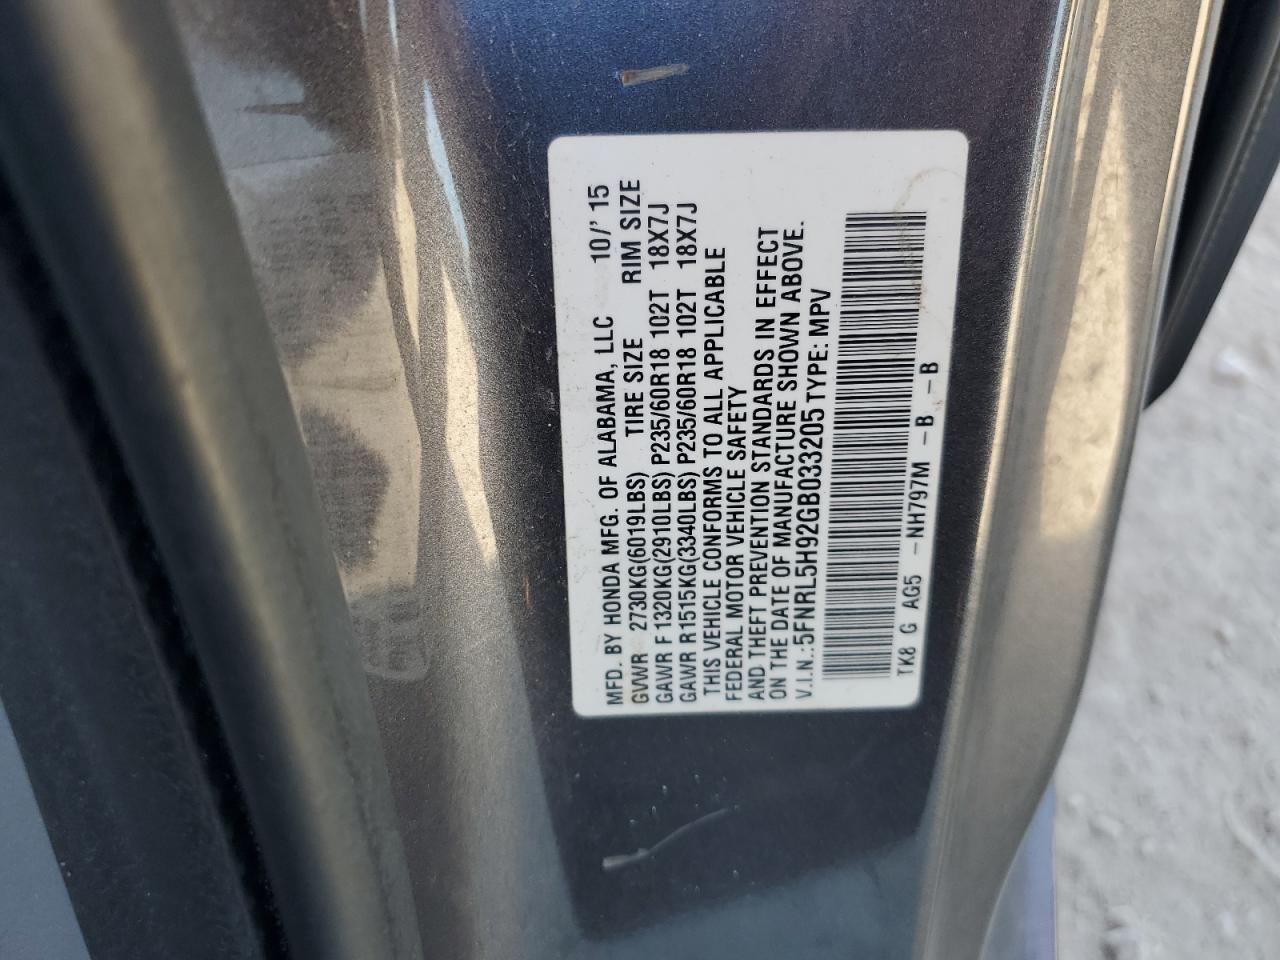 MFD. BY HONDA MFG. OF ALABAMA, LLC 10/' 15
GVWR 2730KG(6019LBS) TIRE SIZE RIM SIZE
GAWR F 1320KG(2910LBS) P235/60R18 102T 18X7J
GAWR R1515KG(3340LBS) P235/60R18 102T 18X7J
THIS VEHICLE CONFORMS TO ALL APPLICABLE
FEDERAL MOTOR VEHICLE SAFETY
AND THEFT PREVENTION STANDARDS IN EFFECT
ON THE DATE OF MANUFACTURE SHOWN ABOVE.
V.I.N.:5FNRL5H92GB033205 TYPE: MPV
TK8 G AG5 -NH797M -B -B